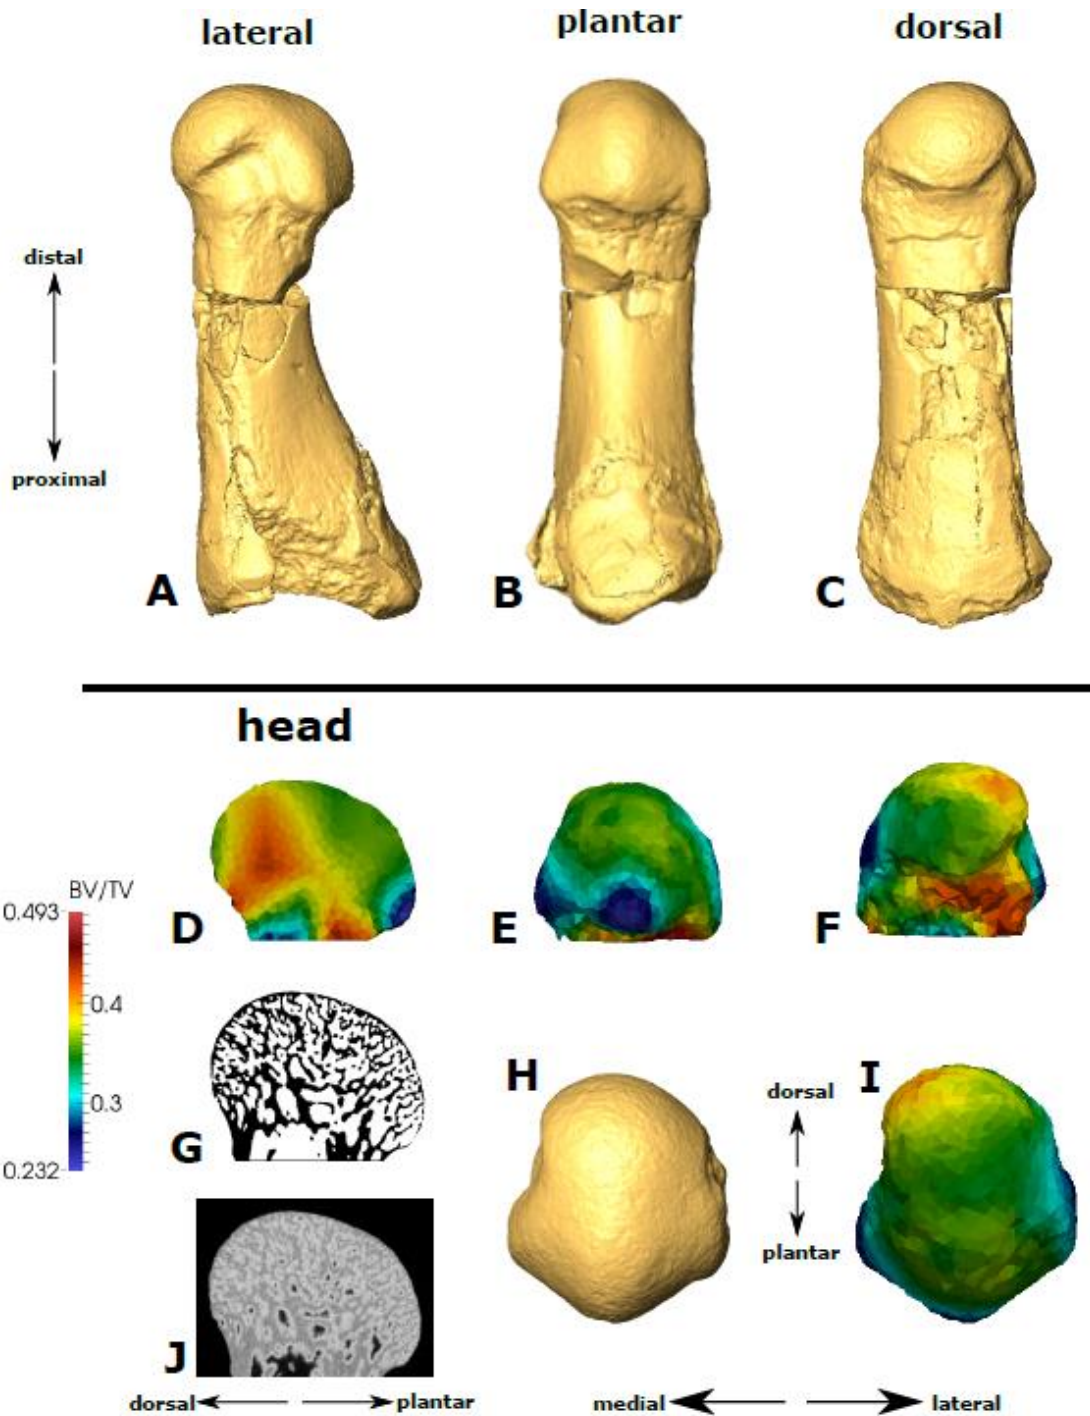 lateral
plantar
dorsal
distal
proximal
A
B
C
head
BV/TV
0.493
0.4
0.3
0.232
D
E
F
G
H
I
dorsal
plantar
J
dorsal
plantar
medial
lateral